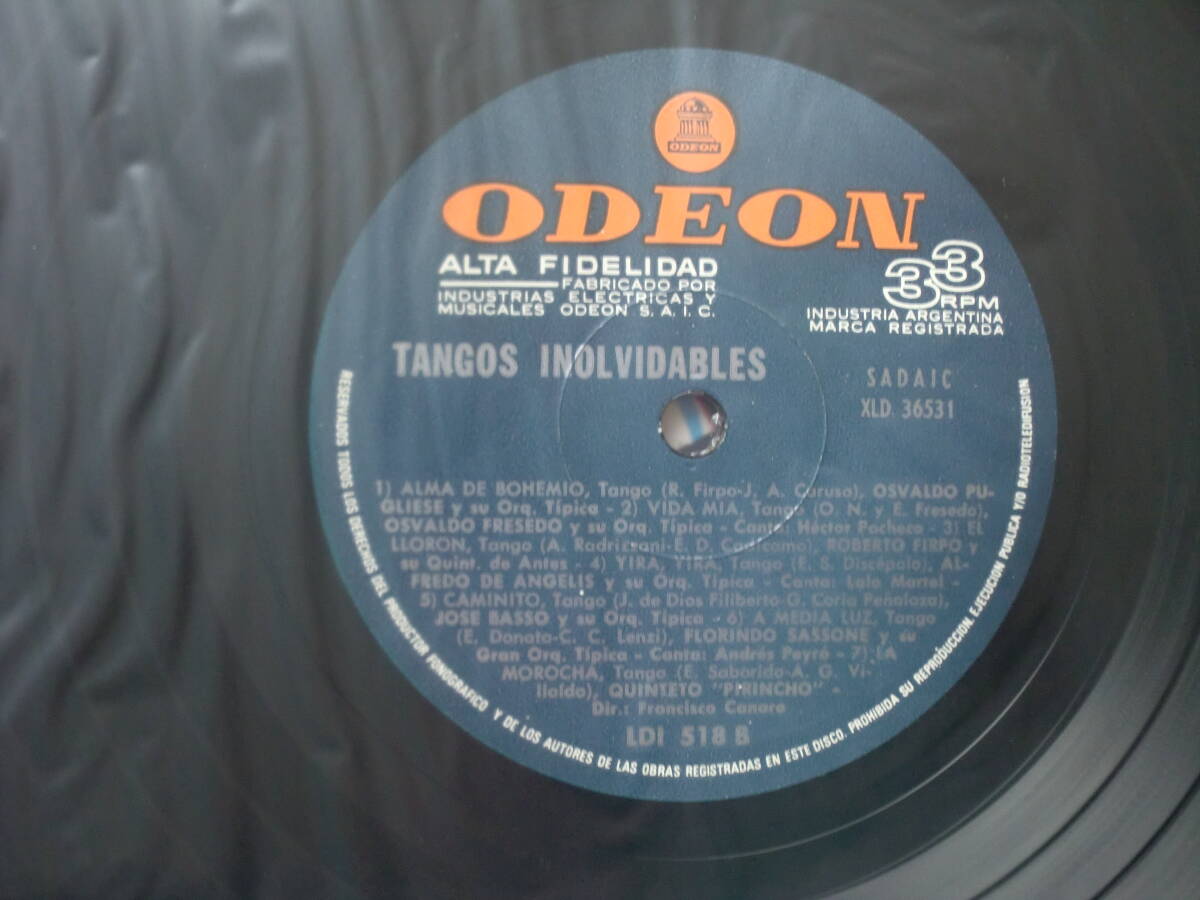 ODEON
ODEON
ALTA FIDELIDAD
FABRICADO POR
INDUSTRIAS ELECTRICAS Y
MUSICALES ODEON S.A.I.C.
33 RPM
INDUSTRIA ARGENTINA
MARCA REGISTRADA
TANGOS INOLVIDABLES
SADAIC
XLD. 36531
1) ALMA DE BOHEMIO, Tango (R. Firpo-J. A. Caruso), OSVALDO PU-
GLIESE y su Orq. Típica - 2) VIDA MIA, Tango (O. N. y E. Fresedo),
OSVALDO FRESEDO y su Orq. Típica - Canta: Héctor Pacheco - 3) EL
LLORON, Tango (A. Radrizzani-E. D. Cadicamo), ROBERTO FIRPO y
su Quint. de Antes - 4) YIRA, YIRA, Tango (E. S. Discépolo), AL-
FREDO DE ANGELIS y su Orq. Típica - Canta: Lalo Martel -
5) CAMINITO, Tango (J. de Dios Filiberto-G. Coria Peñaloza),
JOSE BASSO y su Orq. Típica - 6) A MEDIA LUZ, Tango
(E. Donato-C. C. Lenzi), FLORINDO SASSONE y su
Gran Orq. Típica - Canta: Andrés Peyró - 7) LA
MOROCHA, Tango (E. Saborido-A. G. Vi-
lloldo), QUINTETO "PIRINCHO" -
Dir.: Francisco Canaro
LDI 518 B
RESERVADOS TODOS LOS DERECHOS DEL PRODUCTOR FONOGRAFICO Y DE LOS AUTORES DE LAS OBRAS REGISTRADAS EN ESTE DISCO. PROHIBIDA SU REPRODUCCION, EJECUCION PUBLICA Y/O RADIOTELEDIFUSION